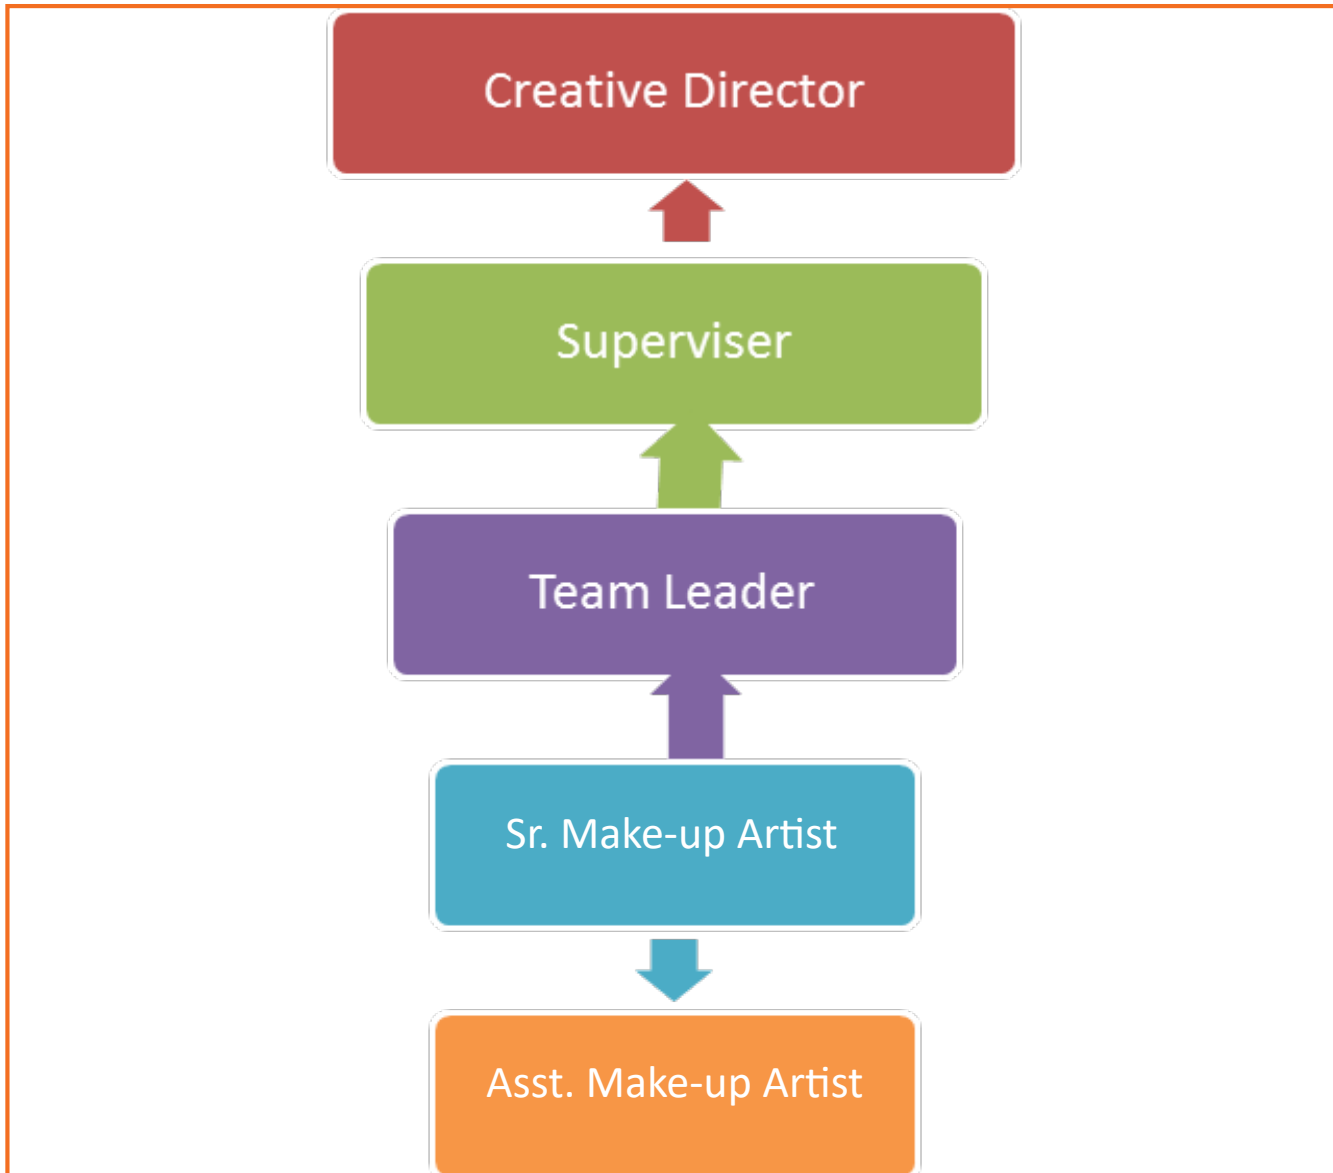 Creative Director
Superviser
Team Leader
Sr. Make-up Artist
Asst. Make-up Artist